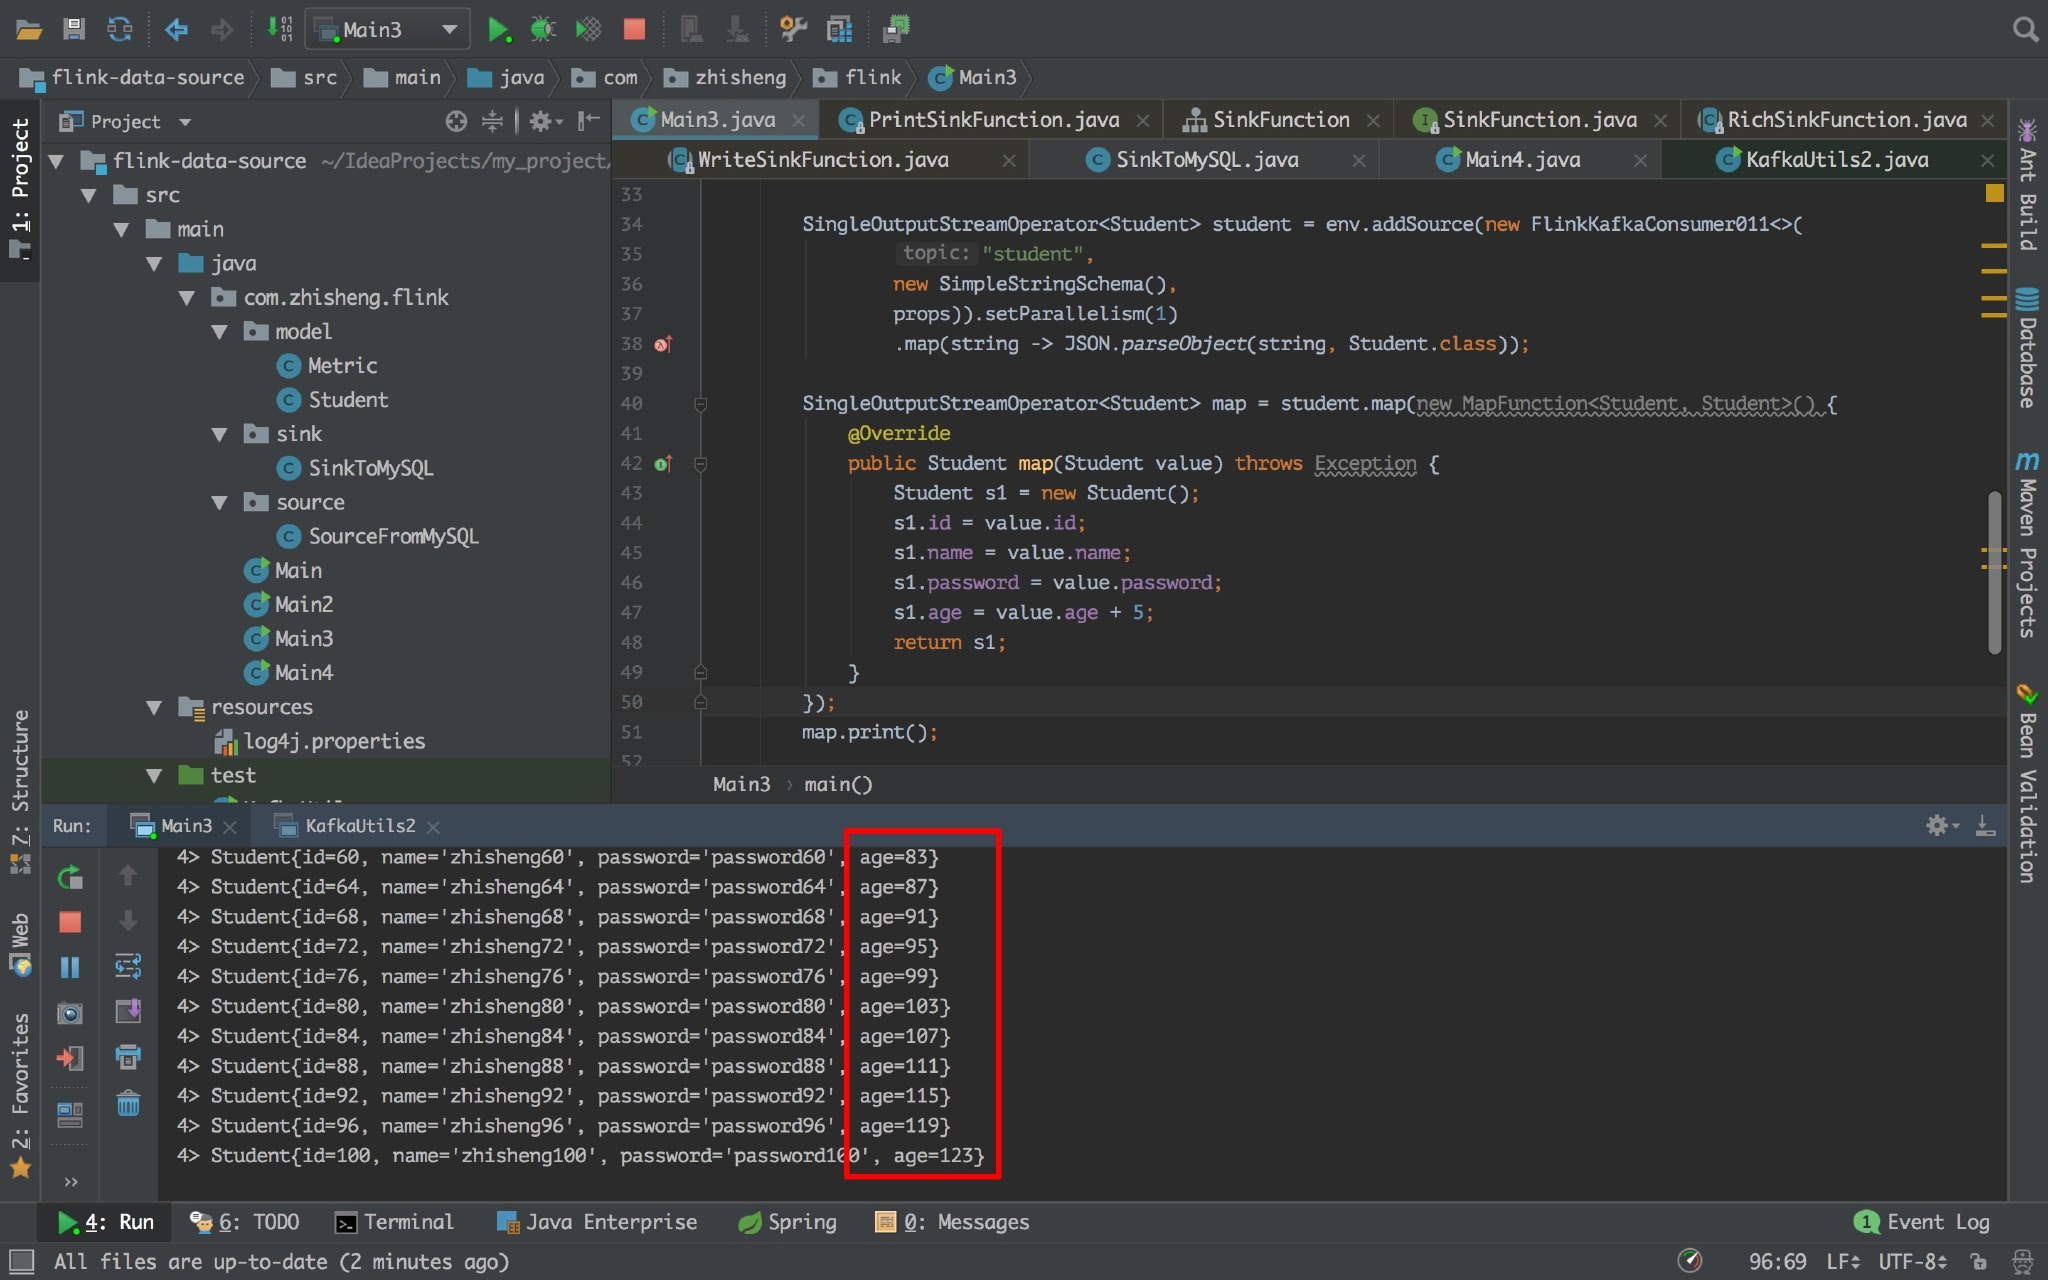 Main3
flink-data-source src main java com zhisheng flink Main3
Project
Main3.java PrintSinkFunction.java SinkFunction SinkFunction.java RichSinkFunction.java
WriteSinkFunction.java SinkToMySQL.java Main4.java KafkaUtils2.java
1: Project
7: Structure
Web
2: Favorites
flink-data-source ~/IdeaProjects/my_project/
src
main
java
com.zhisheng.flink
model
Metric
Student
sink
SinkToMySQL
source
SourceFromMySQL
Main
Main2
Main3
Main4
resources
log4j.properties
test
33
34 SingleOutputStreamOperator<Student> student = env.addSource(new FlinkKafkaConsumer011<>(
35 topic: "student",
36 new SimpleStringSchema(),
37 props)).setParallelism(1)
38 .map(string -> JSON.parseObject(string, Student.class));
39
40 SingleOutputStreamOperator<Student> map = student.map(new MapFunction<Student, Student>() {
41 @Override
42 public Student map(Student value) throws Exception {
43 Student s1 = new Student();
44 s1.id = value.id;
45 s1.name = value.name;
46 s1.password = value.password;
47 s1.age = value.age + 5;
48 return s1;
49 }
50 });
51 map.print();
52
Main3 › main()
Ant Build
Database
Maven Projects
Bean Validation
Run: Main3 KafkaUtils2
4> Student{id=60, name='zhisheng60', password='password60', age=83}
4> Student{id=64, name='zhisheng64', password='password64', age=87}
4> Student{id=68, name='zhisheng68', password='password68', age=91}
4> Student{id=72, name='zhisheng72', password='password72', age=95}
4> Student{id=76, name='zhisheng76', password='password76', age=99}
4> Student{id=80, name='zhisheng80', password='password80', age=103}
4> Student{id=84, name='zhisheng84', password='password84', age=107}
4> Student{id=88, name='zhisheng88', password='password88', age=111}
4> Student{id=92, name='zhisheng92', password='password92', age=115}
4> Student{id=96, name='zhisheng96', password='password96', age=119}
4> Student{id=100, name='zhisheng100', password='password100', age=123}
4: Run 6: TODO Terminal Java Enterprise Spring 0: Messages 1 Event Log
All files are up-to-date (2 minutes ago) 96:69 LF UTF-8